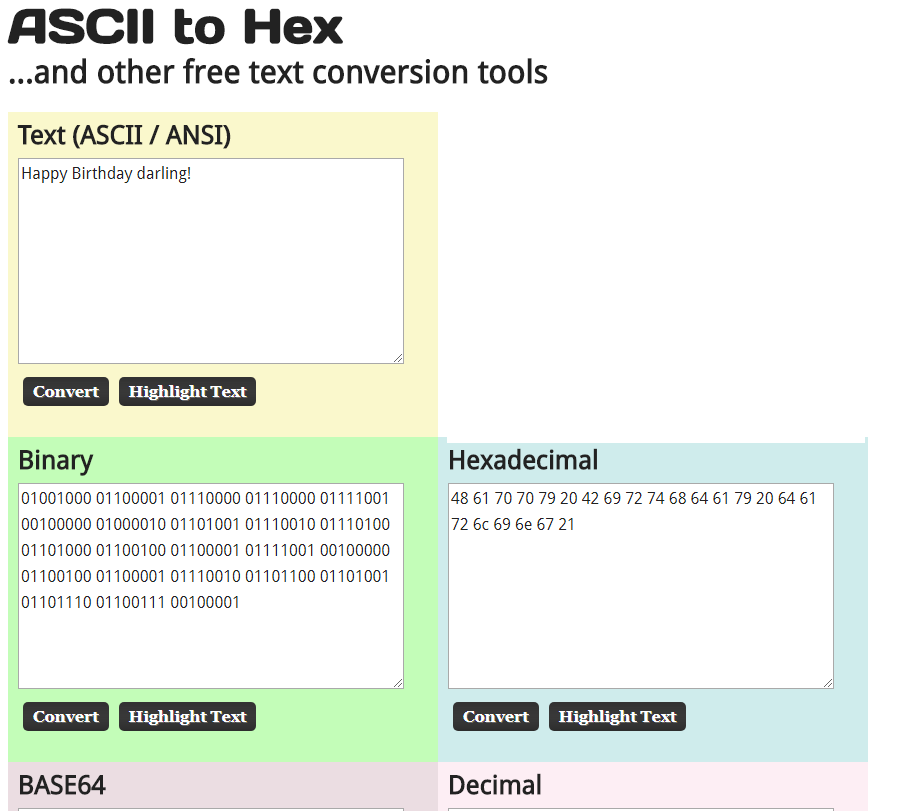 ASCII to Hex
...and other free text conversion tools
Text (ASCII / ANSI)
Happy Birthday darling!
Convert Highlight Text
Binary
01001000 01100001 01110000 01110000 01111001
00100000 01000010 01101001 01110010 01110100
01101000 01100100 01100001 01111001 00100000
01100100 01100001 01110010 01101100 01101001
01101110 01100111 00100001
Convert Highlight Text
Hexadecimal
48 61 70 70 79 20 42 69 72 74 68 64 61 79 20 64 61
72 6c 69 6e 67 21
Convert Highlight Text
BASE64
Decimal